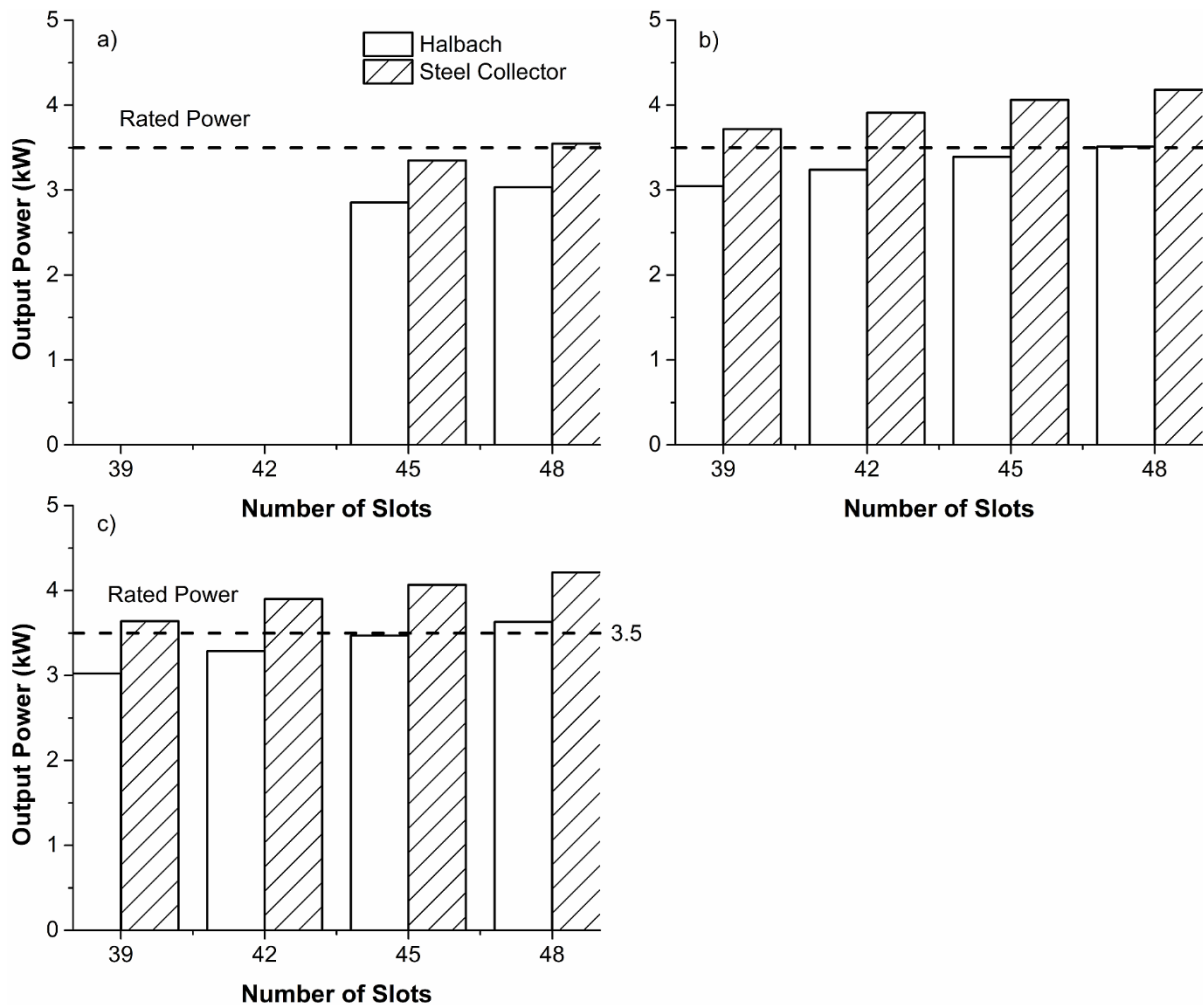 a)
Halbach
Steel Collector
Rated Power
5
4
3
2
1
0
Output Power (kW)
39 42 45 48
Number of Slots
b)
5
4
3
2
1
0
39 42 45 48
Number of Slots
c)
Rated Power
5
4
3
2
1
0
3.5
Output Power (kW)
39 42 45 48
Number of Slots